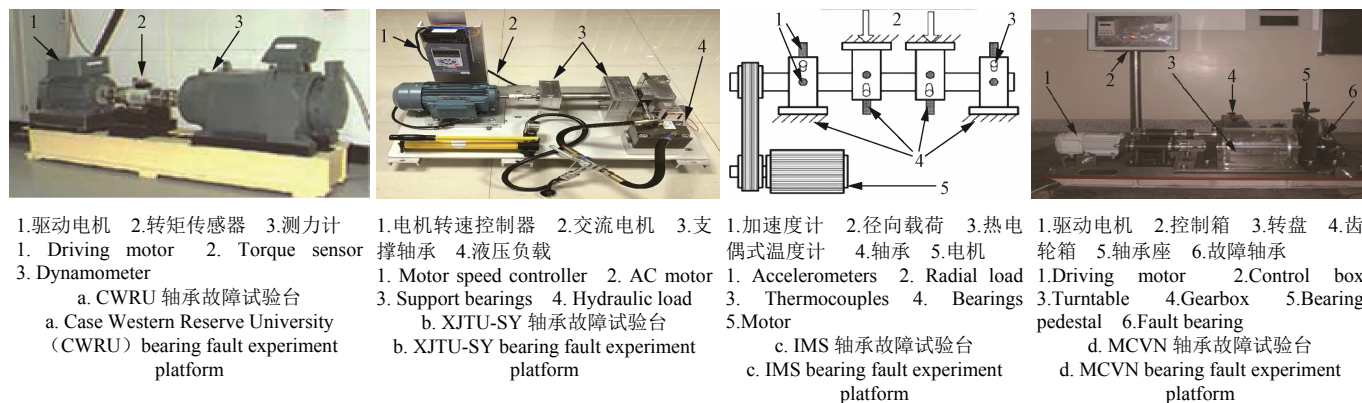 1 2 3
1 2 3 4
1 2 3
4
5
1 2 3 4 5 6
1.驱动电机 2.转矩传感器 3.测力计
1. Driving motor 2. Torque sensor
3. Dynamometer
a. CWRU 轴承故障试验台
a. Case Western Reserve University
（CWRU）bearing fault experiment
platform
1.电机转速控制器 2.交流电机 3.支
撑轴承 4.液压负载
1. Motor speed controller 2. AC motor
3. Support bearings 4. Hydraulic load
b. XJTU-SY 轴承故障试验台
b. XJTU-SY bearing fault experiment
platform
1.加速度计 2.径向载荷 3.热电
偶式温度计 4.轴承 5.电机
1. Accelerometers 2. Radial load
3. Thermocouples 4. Bearings
5.Motor
c. IMS 轴承故障试验台
c. IMS bearing fault experiment
platform
1.驱动电机 2.控制箱 3.转盘 4.齿
轮箱 5.轴承座 6.故障轴承
1.Driving motor 2.Control box
3.Turntable 4.Gearbox 5.Bearing
pedestal 6.Fault bearing
d. MCVN 轴承故障试验台
d. MCVN bearing fault experiment
platform